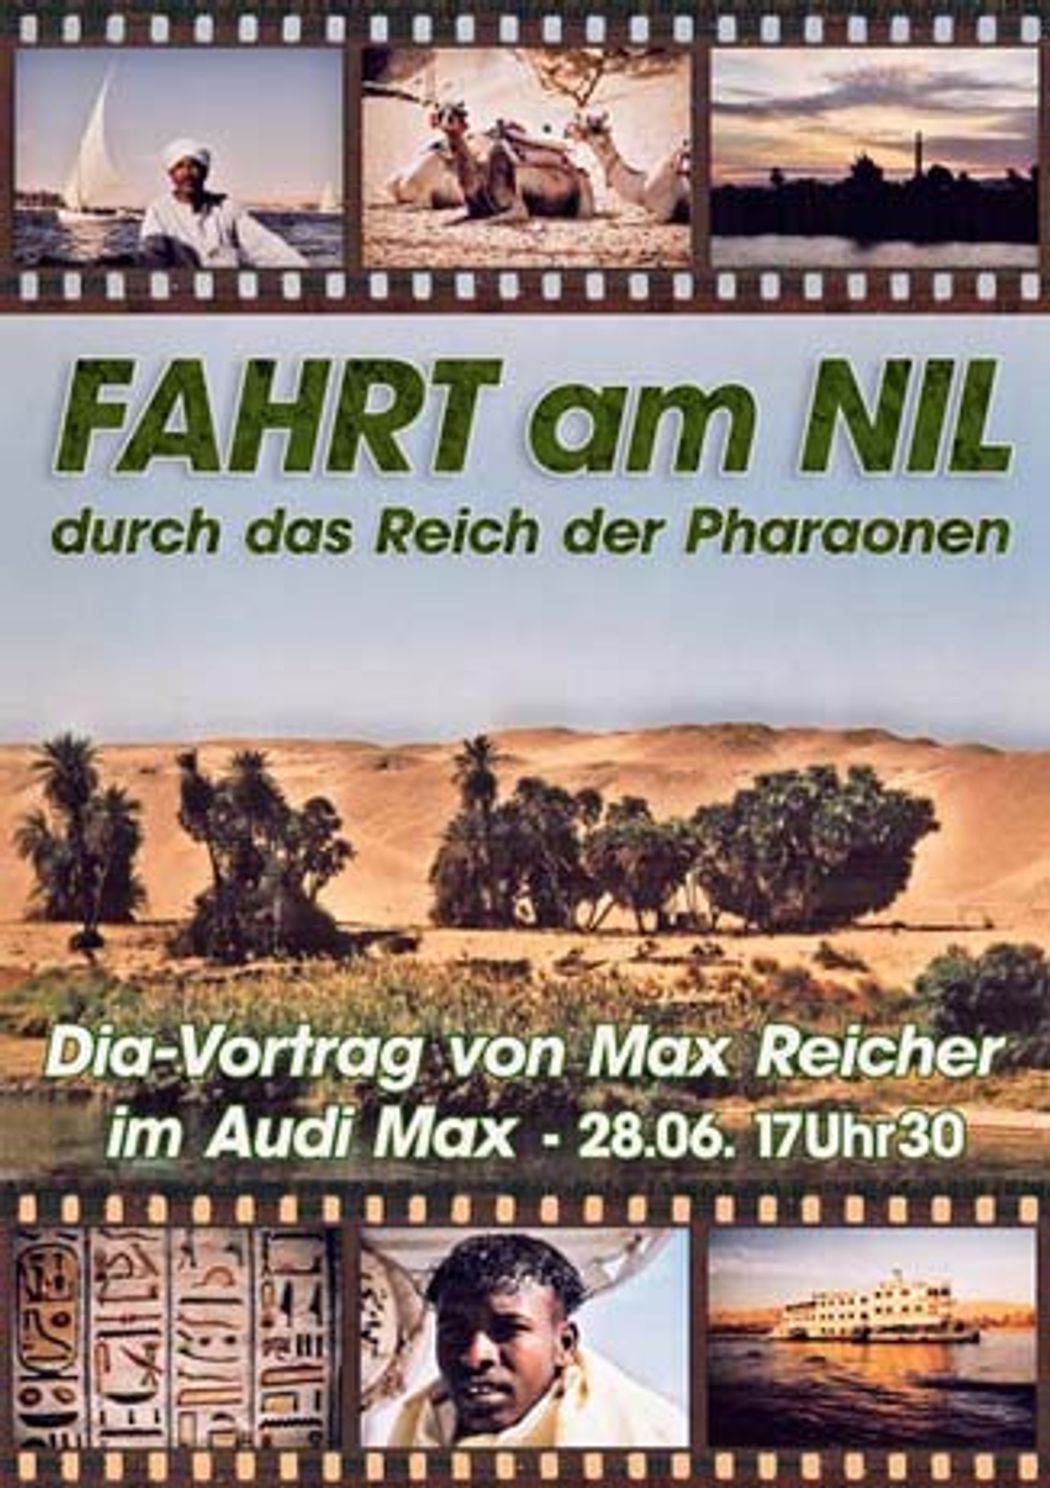 FAHRT am NIL
durch das Reich der Pharaonen
Dia-Vortrag von Max Reicher
im Audi Max - 28.06. 17Uhr30